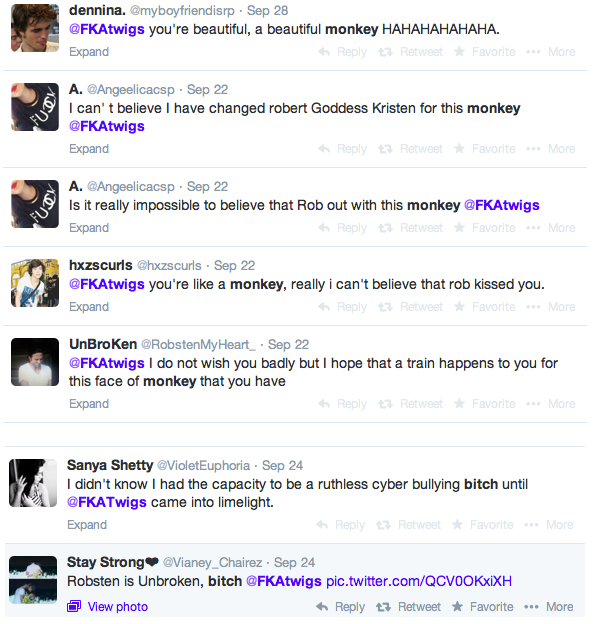 dennina. @myboyfriendisrp · Sep 28
@FKAtwigs you're beautiful, a beautiful monkey HAHAHAHAHAHA.
Expand Reply Retweet Favorite More
A. @Angeelicacsp · Sep 22
I can' t believe I have changed robert Goddess Kristen for this monkey
@FKAtwigs
Expand Reply Retweet Favorite More
A. @Angeelicacsp · Sep 22
Is it really impossible to believe that Rob out with this monkey @FKAtwigs
Expand Reply Retweet Favorite More
hxzscurls @hxzscurls · Sep 22
@FKAtwigs you're like a monkey, really i can't believe that rob kissed you.
Expand Reply Retweet Favorite More
UnBroKen @RobstenMyHeart_ · Sep 22
@FKAtwigs I do not wish you badly but I hope that a train happens to you for
this face of monkey that you have
Expand Reply Retweet Favorite More
Sanya Shetty @VioletEuphoria · Sep 24
I didn't know I had the capacity to be a ruthless cyber bullying bitch until
@FKATwigs came into limelight.
Expand Reply Retweet Favorite More
Stay Strong❤ @Vianey_Chairez · Sep 24
Robsten is Unbroken, bitch @FKAtwigs pic.twitter.com/QCV0OKxiXH
View photo Reply Retweet Favorite More